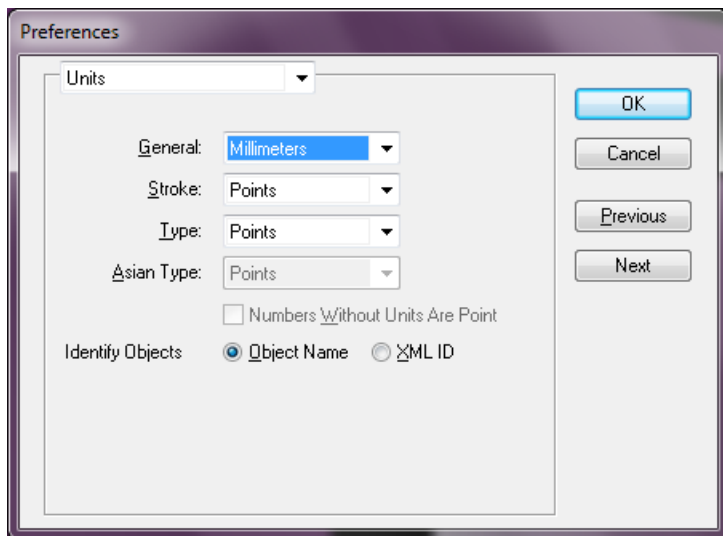 Preferences
Units
OK
General: Millimeters
Cancel
Stroke: Points
Type: Points
Previous
Asian Type: Points
Next
Numbers Without Units Are Point
Identify Objects Object Name XML ID